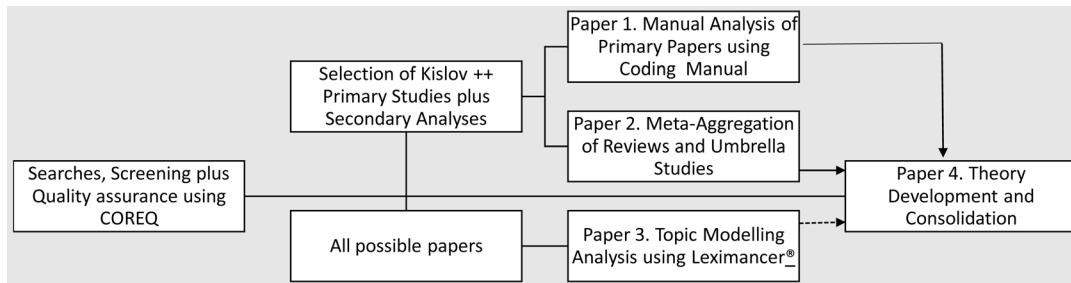 Searches, Screening plus
Quality assurance using
COREQ
Selection of Kislov ++
Primary Studies plus
Secondary Analyses
All possible papers
Paper 1. Manual Analysis of
Primary Papers using
Coding Manual
Paper 2. Meta-Aggregation
of Reviews and Umbrella
Studies
Paper 3. Topic Modelling
Analysis using Leximancer®
Paper 4. Theory
Development and
Consolidation